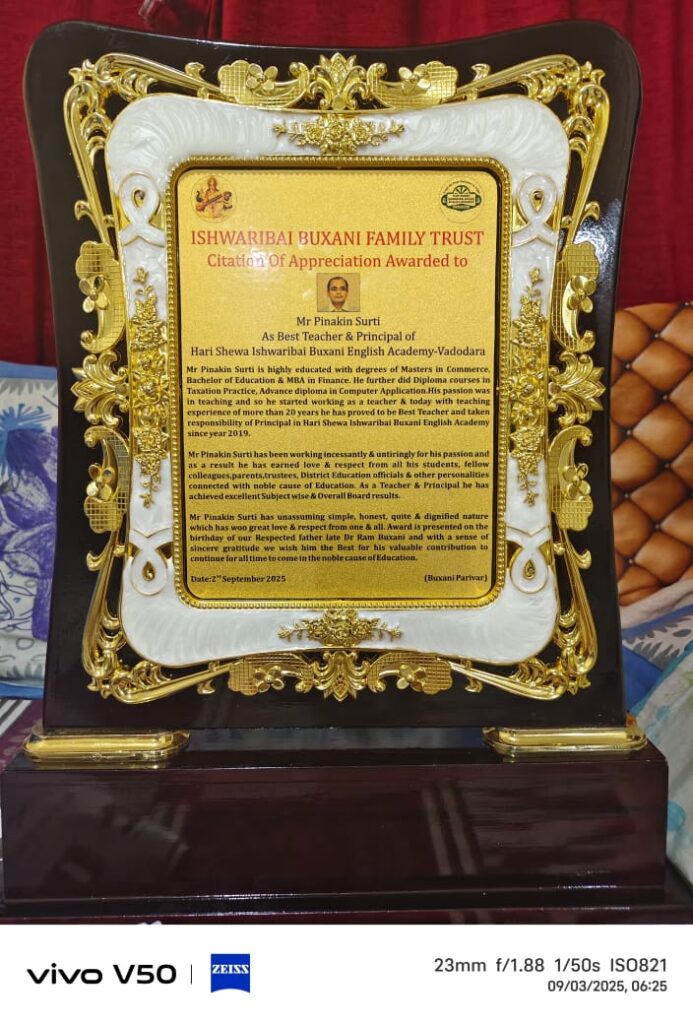 ISHWARIBAI BUXANI FAMILY TRUST
Citation Of Appreciation Awarded to
Mr Pinakin Surti
As Best Teacher & Principal of
Hari Shewa Ishwaribai Buxani English Academy-Vadodara
Mr Pinakin Surti is highly educated with degrees of Masters in Commerce,
Bachelor of Education & MBA in Finance. He further did Diploma courses in
Taxation Practice, Advance diploma in Computer Application.His passion was
in teaching and so he started working as a teacher & today with teaching
experience of more than 20 years he has proved to be Best Teacher and taken
responsibility of Principal in Hari Shewa Ishwaribai Buxani English Academy
since year 2019.
Mr Pinakin Surti has been working incessantly & untiringly for his passion and
as a result he has earned love & respect from all his students, fellow
colleagues,parents,trustees, District Education officials & other personalities
connected with noble cause of Education. As a Teacher & Principal he has
achieved excellent Subject wise & Overall Board results.
Mr Pinakin Surti has unassuming simple, honest, quite & dignified nature
which has won great love & respect from one & all. Award is presented on the
birthday of our Respected father late Dr Ram Buxani and with a sense of
sincere gratitude we wish him the Best for his valuable contribution to
continue for all time to come in the noble cause of Education.
Date:2nd September 2025 (Buxani Parivar)
vivo V50 | ZEISS
23mm f/1.88 1/50s ISO821
09/03/2025, 06:25